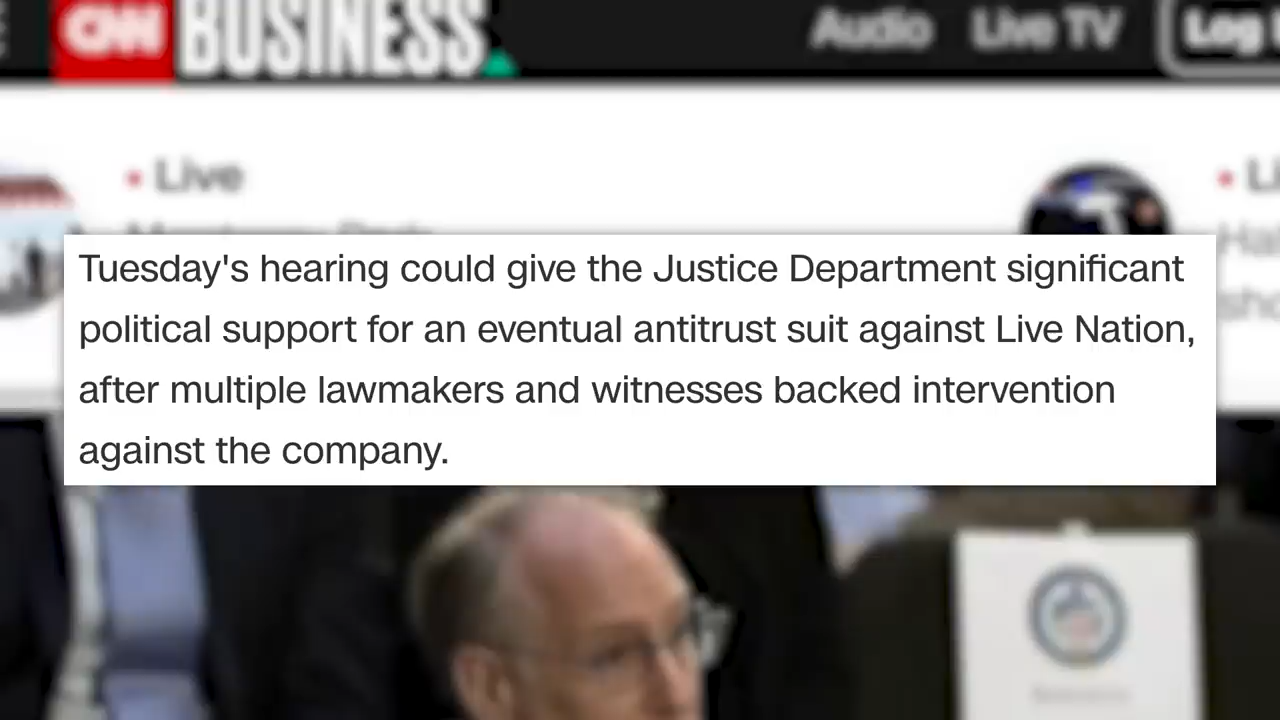 CNN BUSINESS Audio Live TV Log
Live
Tuesday's hearing could give the Justice Department significant
political support for an eventual antitrust suit against Live Nation,
after multiple lawmakers and witnesses backed intervention
against the company.